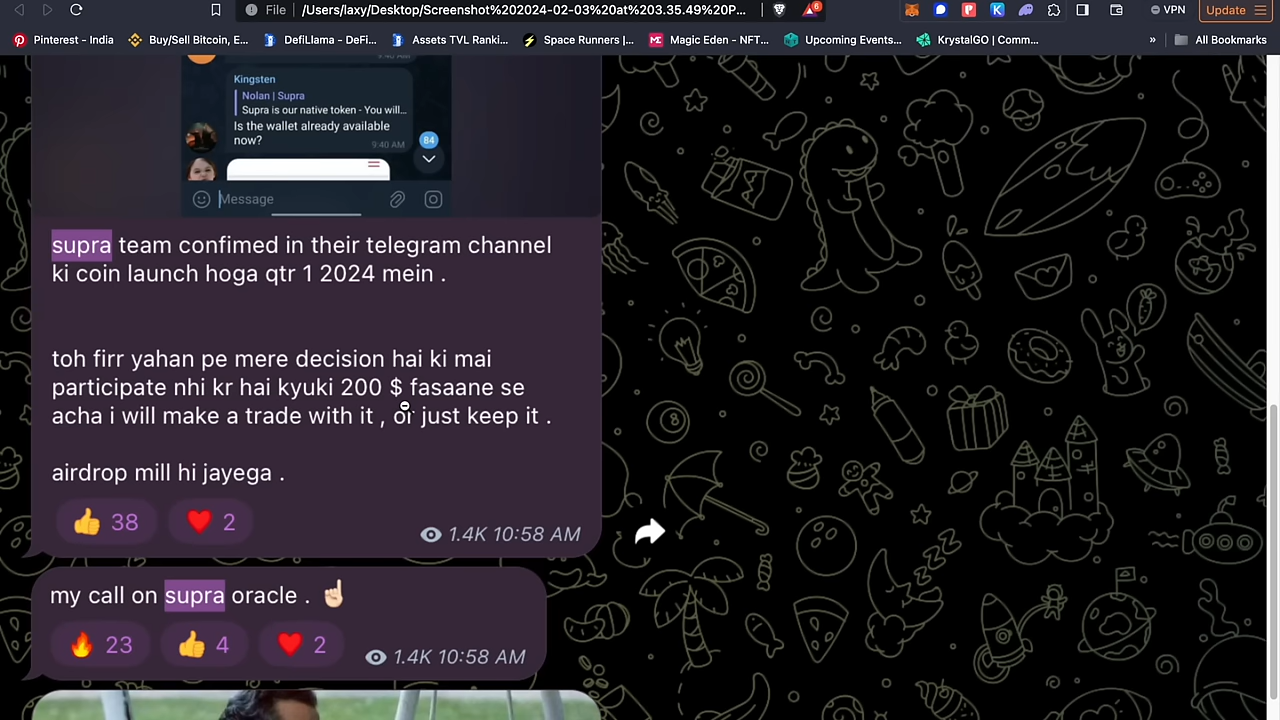 File
/Users/laxy/Desktop/Screenshot%202024-02-03%20at%203.35.49%20P...
6
VPN
Update
Pinterest - India
Buy/Sell Bitcoin, E...
DefiLlama - DeFi...
Assets TVL Ranki...
Space Runners |...
Magic Eden - NFT...
Upcoming Events...
KrystalGO | Comm...
»
All Bookmarks
Kingsten
Nolan | Supra
Supra is our native token - You will...
Is the wallet already available
now?
9:40 AM
84
Message
supra team confimed in their telegram channel
ki coin launch hoga qtr 1 2024 mein .
toh firr yahan pe mere decision hai ki mai
participate nhi kr hai kyuki 200 $ fasaane se
acha i will make a trade with it , or just keep it .
airdrop mill hi jayega .
38
2
1.4K 10:58 AM
my call on supra oracle .
23
4
2
1.4K 10:58 AM